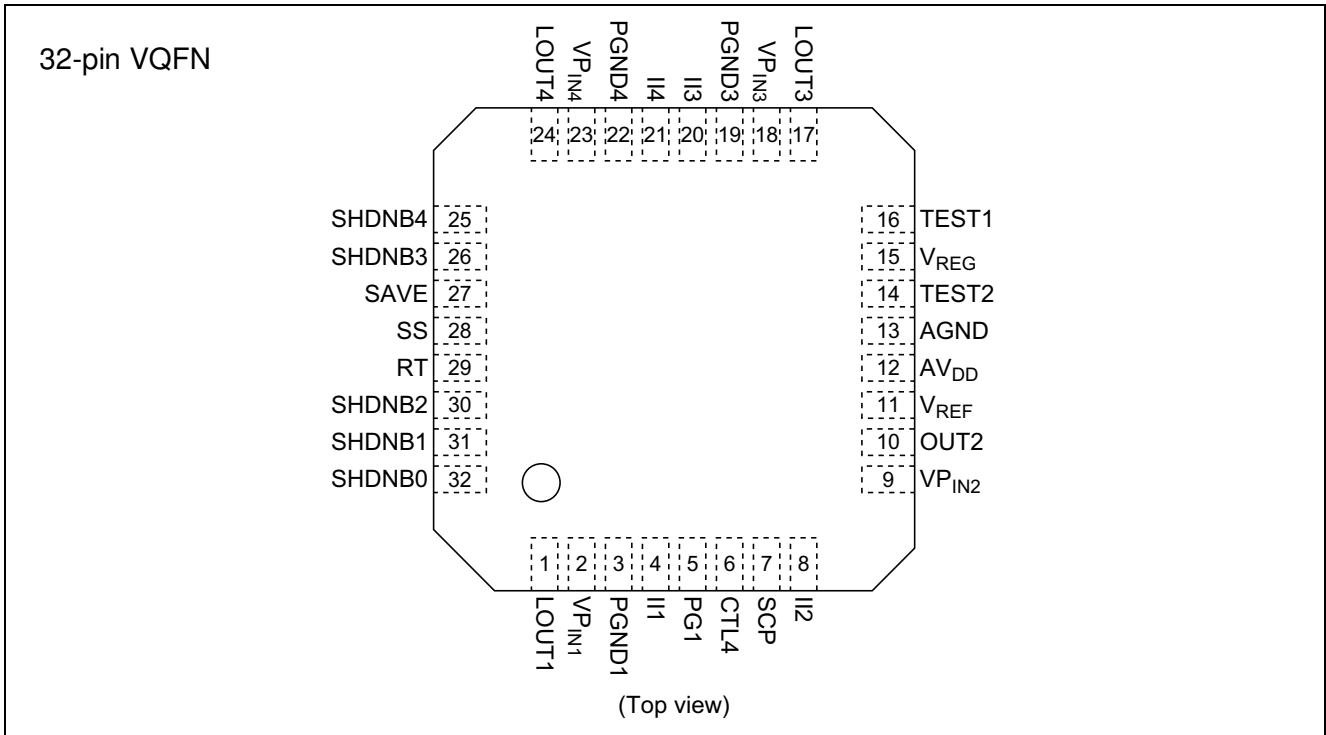 32-pin VQFN
LOUT4
VPIN4
PGND4
II4
II3
PGND3
VPIN3
LOUT3
24 23 22 21 20 19 18 17
SHDNB4 25
SHDNB3 26
SAVE 27
SS 28
RT 29
SHDNB2 30
SHDNB1 31
SHDNB0 32
16 TEST1
15 VREG
14 TEST2
13 AGND
12 AVDD
11 VREF
10 OUT2
9 VPIN2
1 2 3 4 5 6 7 8
LOUT1
VPIN1
PGND1
II1
PG1
CTL4
SCP
II2
(Top view)